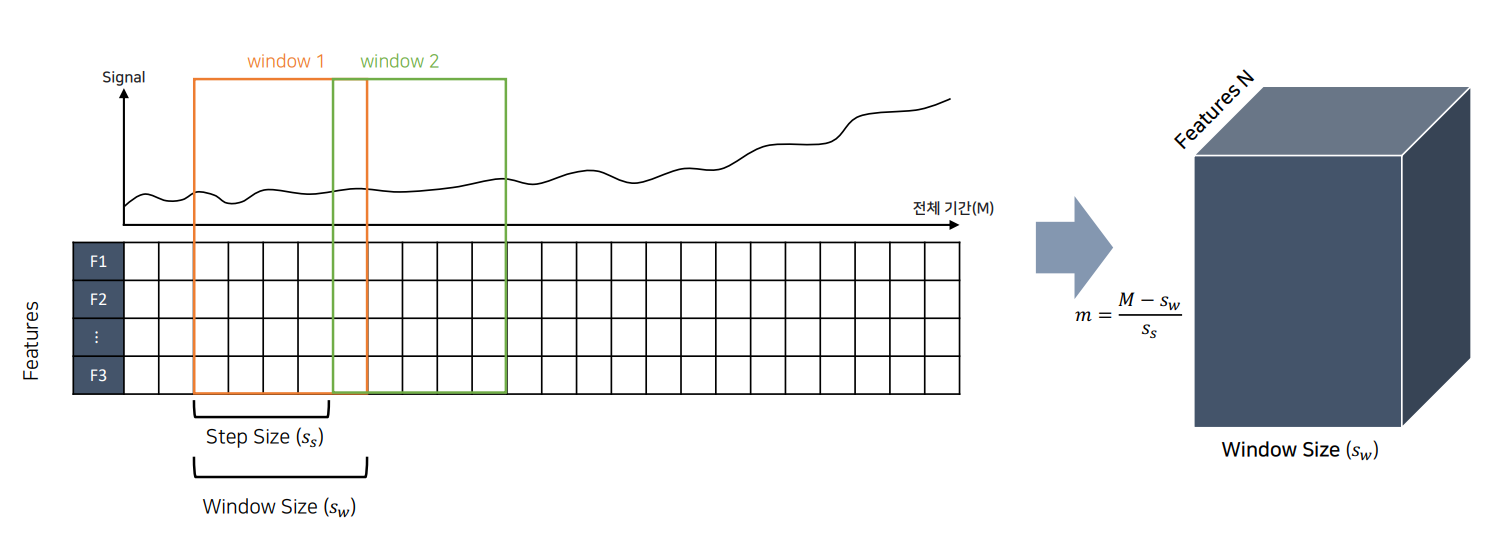 window 1
window 2
Signal
전체 기간(M)
Features
F1
F2
⋮
F3
Step Size (𝑠ₛ)
Window Size (𝑠_w)
𝑚 = (𝑀 − 𝑠_w) / 𝑠ₛ
Features N
Window Size (𝑠_w)